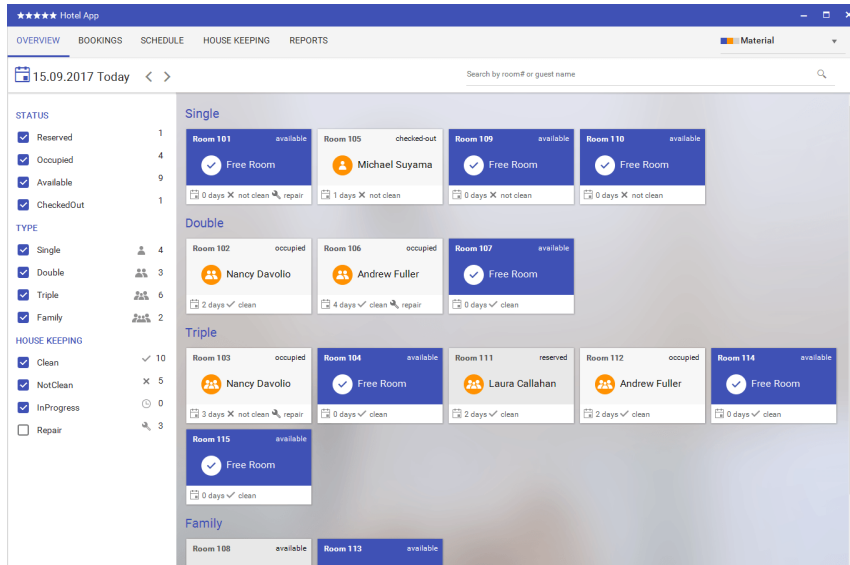 ★★★★★ Hotel App
OVERVIEW BOOKINGS SCHEDULE HOUSE KEEPING REPORTS
Material
15.09.2017 Today
Search by room# or guest name
STATUS
Reserved 1
Occupied 4
Available 9
CheckedOut 1
TYPE
Single 4
Double 3
Triple 6
Family 2
HOUSE KEEPING
Clean 10
NotClean 5
InProgress 0
Repair 3
Single
Room 101 available
Free Room
0 days not clean repair
Room 105 checked-out
Michael Suyama
1 days not clean
Room 109 available
Free Room
0 days not clean
Room 110 available
Free Room
0 days not clean
Double
Room 102 occupied
Nancy Davolio
2 days clean
Room 106 occupied
Andrew Fuller
4 days clean repair
Room 107 available
Free Room
0 days clean
Triple
Room 103 occupied
Nancy Davolio
3 days not clean repair
Room 104 available
Free Room
0 days clean
Room 111 reserved
Laura Callahan
2 days clean
Room 112 occupied
Andrew Fuller
2 days clean
Room 114 available
Free Room
0 days clean
Room 115 available
Free Room
0 days clean
Family
Room 108 available
Room 113 available